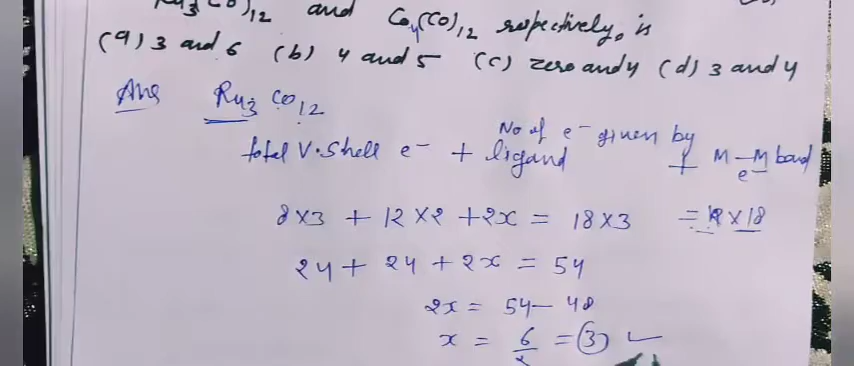 Ru3(CO)12 and Co4(CO)12 respectively, is
(a) 3 and 6 (b) 4 and 5 (c) zero and 4 (d) 3 and 4
Ans Ru3 CO12
total V.Shell e- + No of e- given by ligand + M-M bond e-
8×3 + 12×2 + 2x = 18×3 = n×18
24 + 24 + 2x = 54
2x = 54 - 48
x = 6/2 = 3